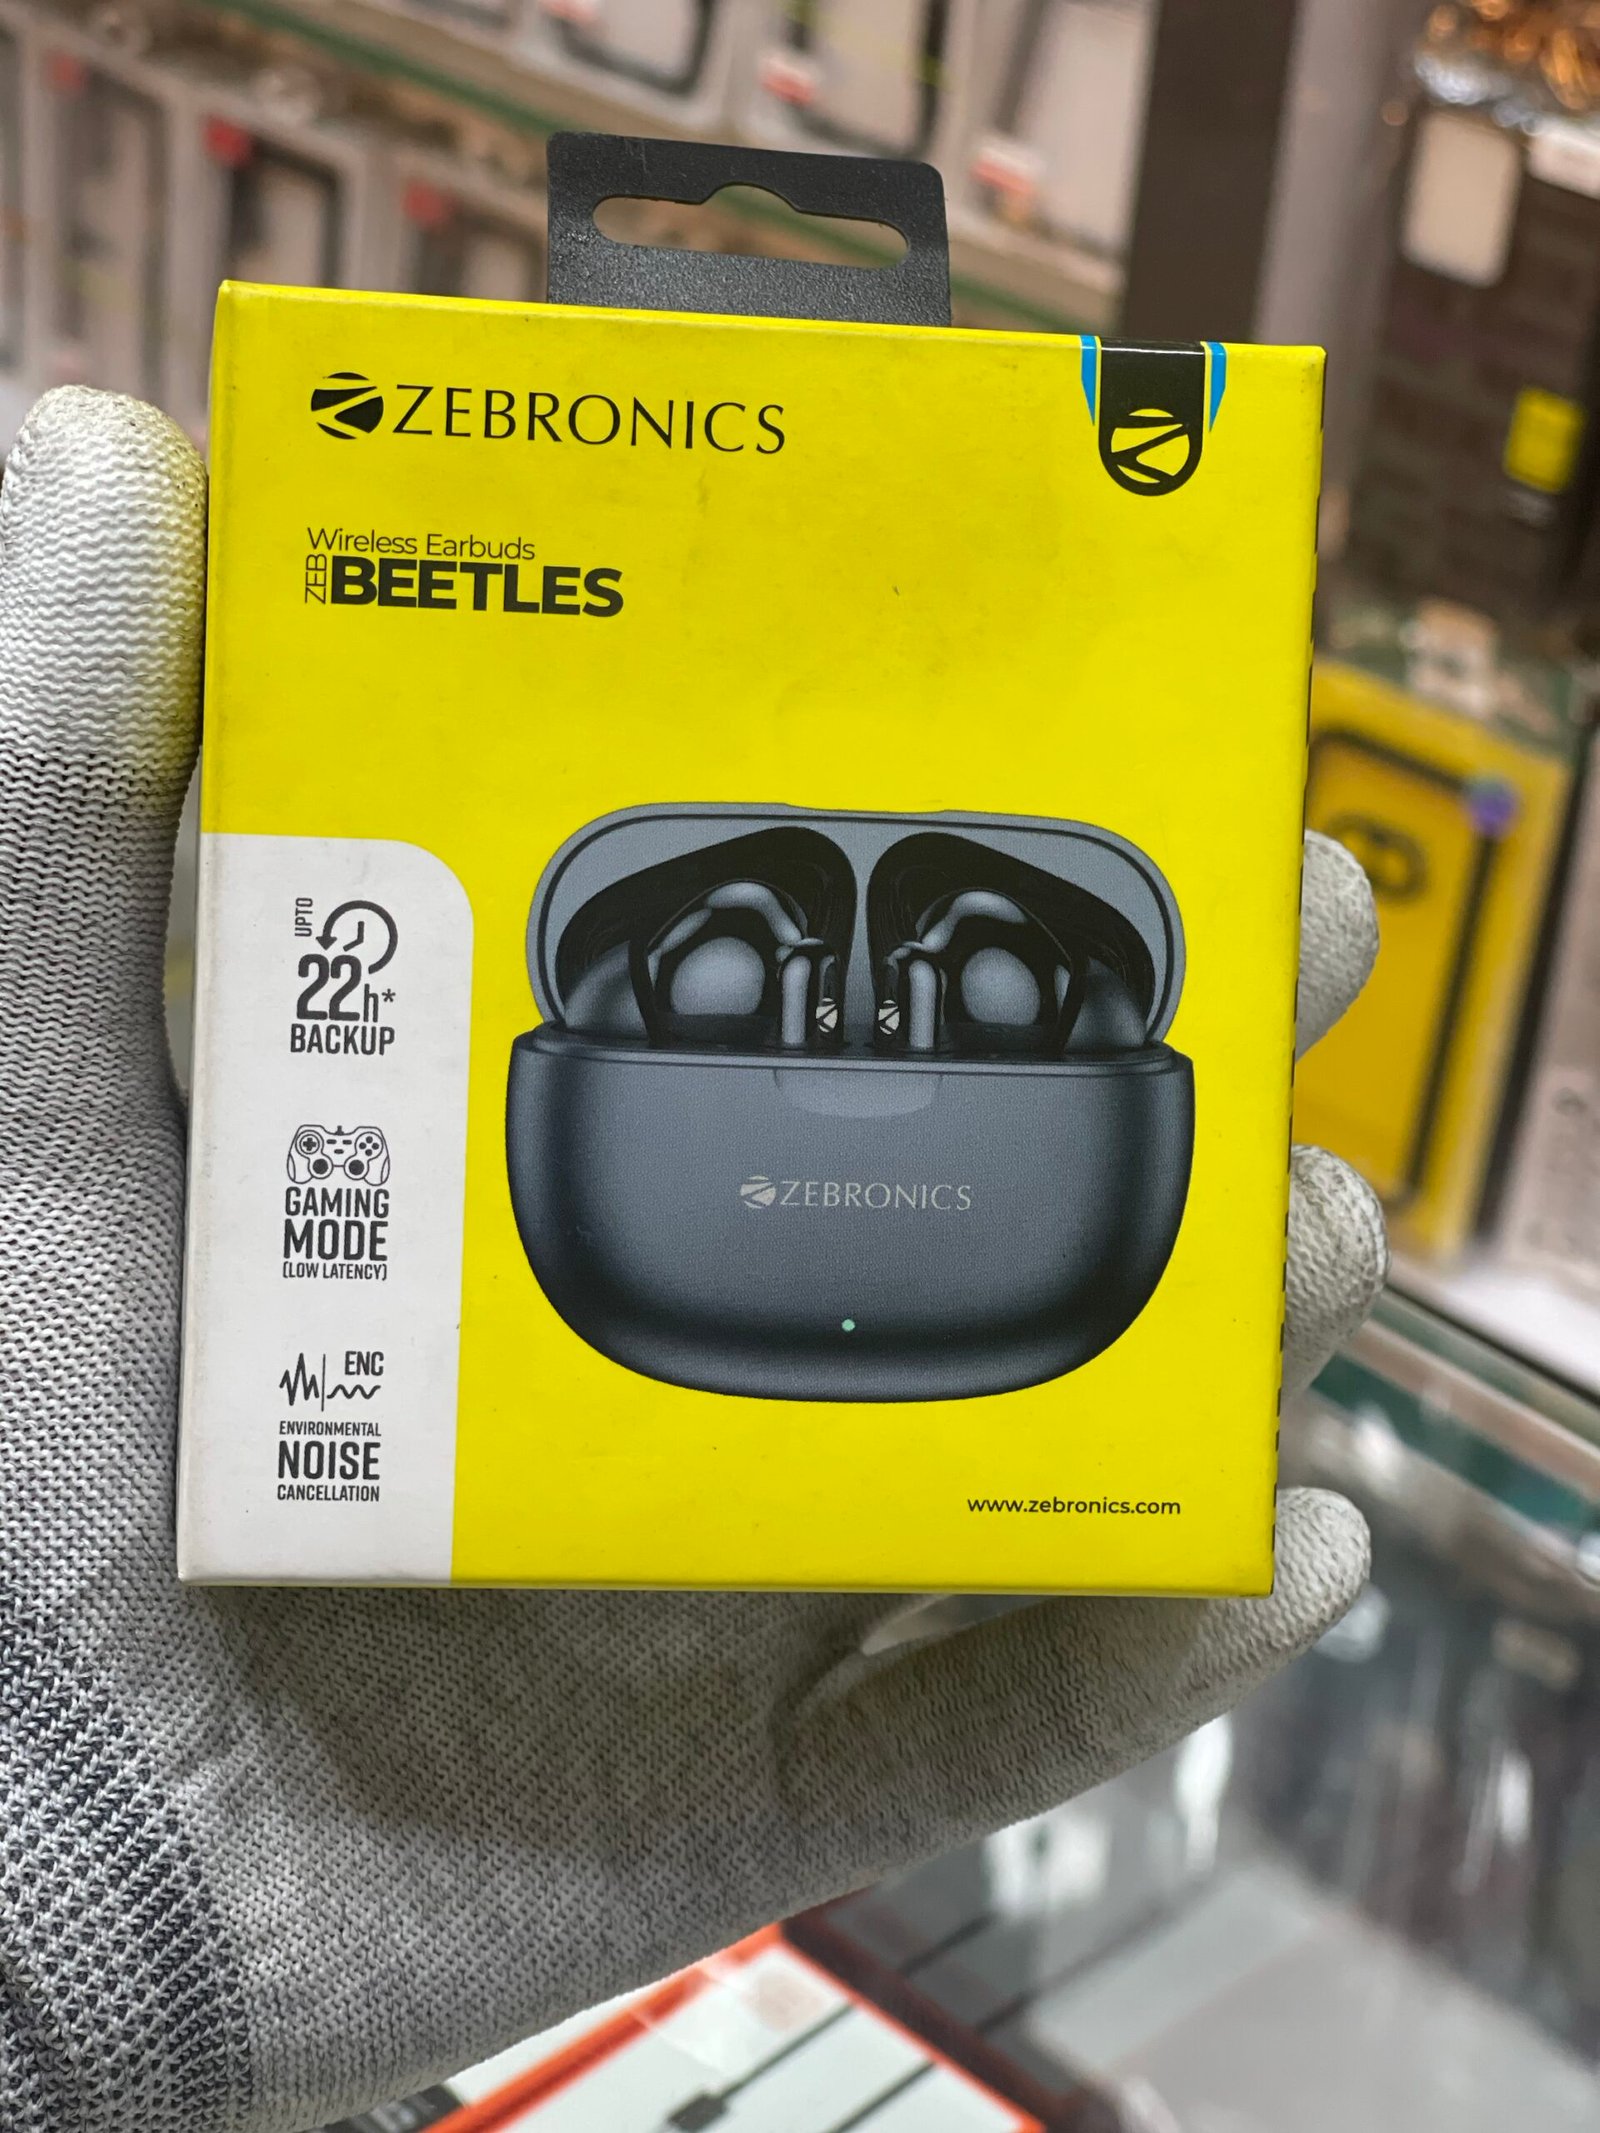 ZEBRONICS
Wireless Earbuds
ZEB BEETLES
UPTO
22h*
BACKUP
GAMING
MODE
(LOW LATENCY)
ENC
ENVIRONMENTAL
NOISE
CANCELLATION
ZEBRONICS
www.zebronics.com